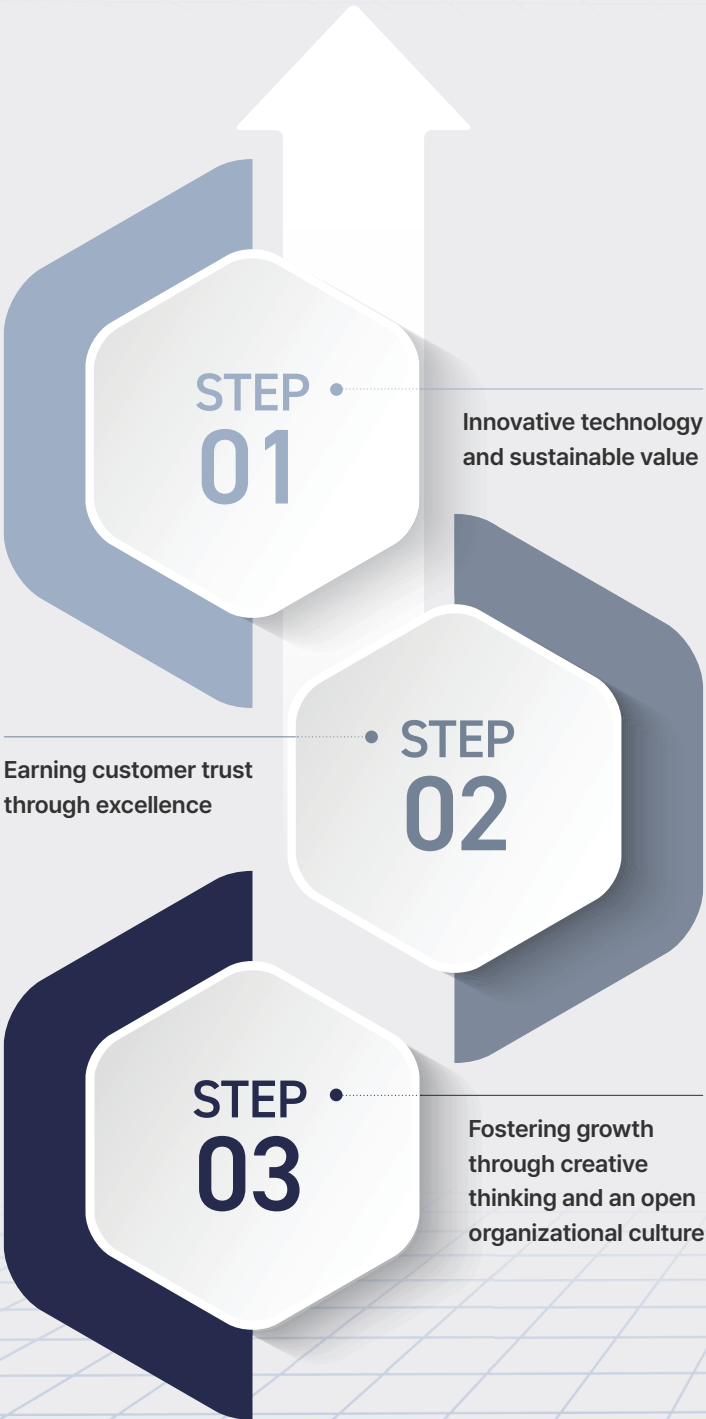 STEP
01
Innovative technology
and sustainable value
STEP
02
Earning customer trust
through excellence
STEP
03
Fostering growth
through creative
thinking and an open
organizational culture